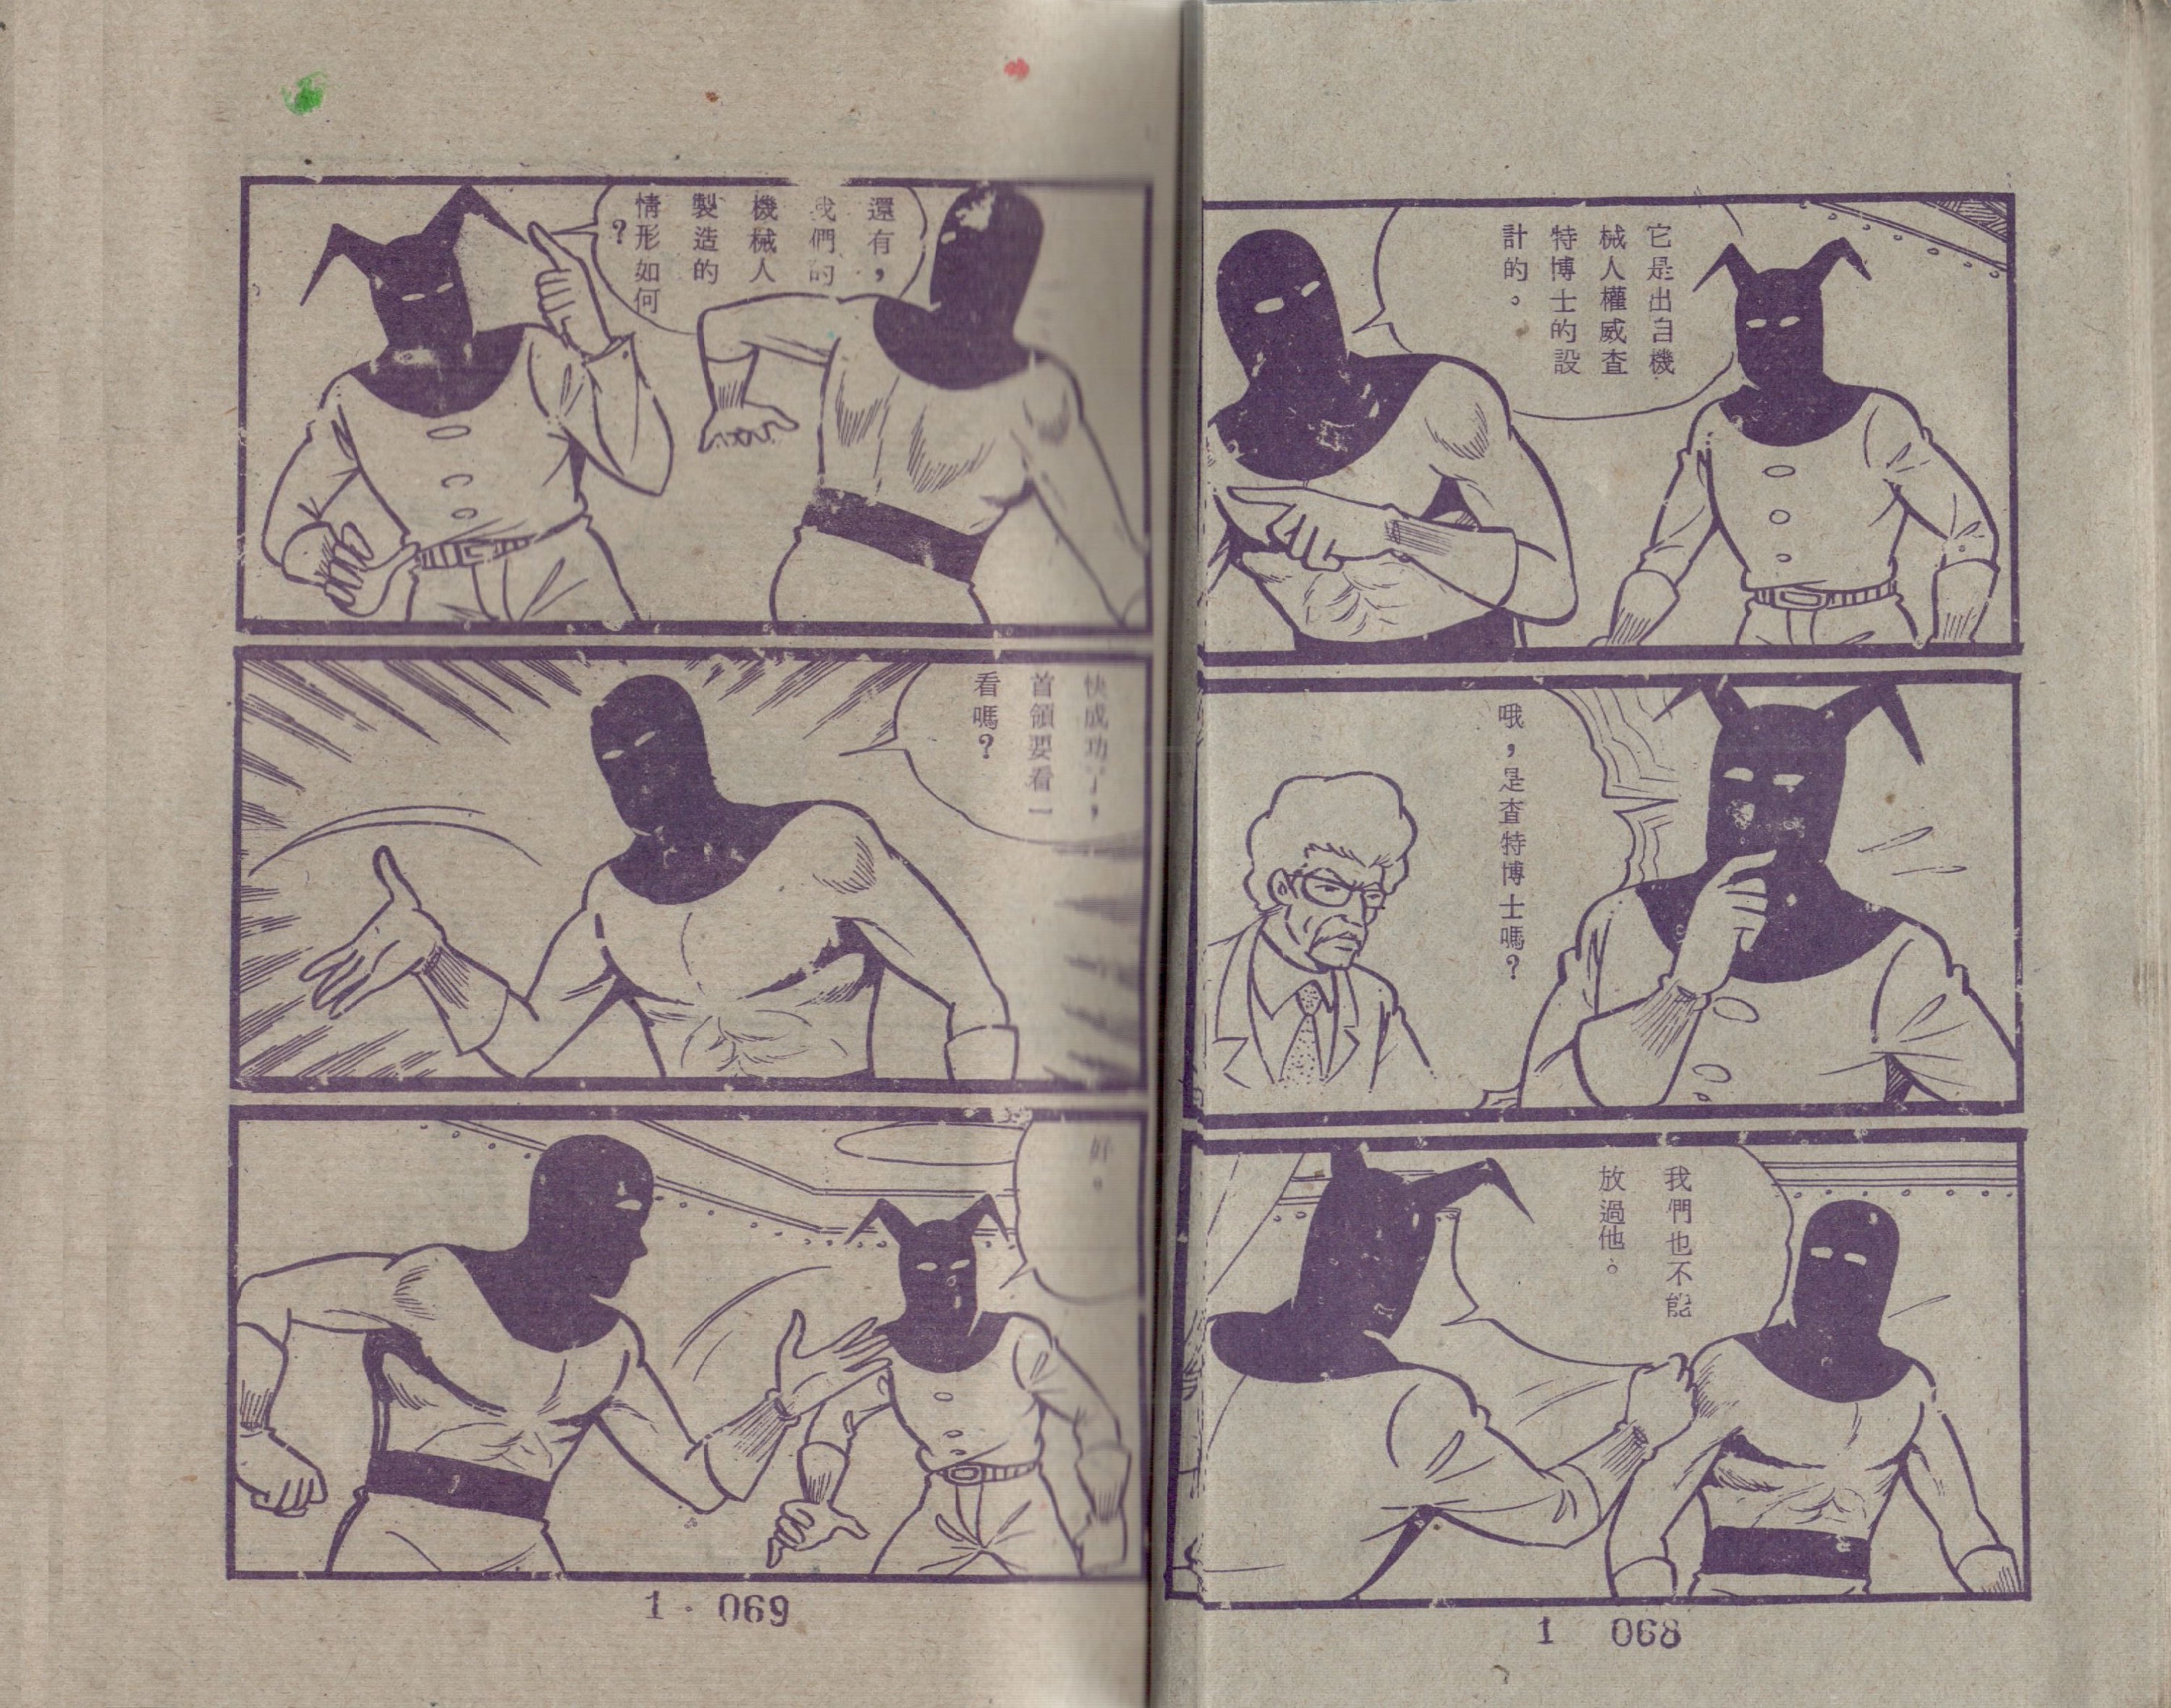 它是出自機
械人權威查
特博士的設
計的。
哦，是查特博士嗎？
我們也不能
放過他。
1 068
還有，
我們的
機械人
製造的
情形如何
？
快成功了，
首領要看一
看嗎？
好。
1·069